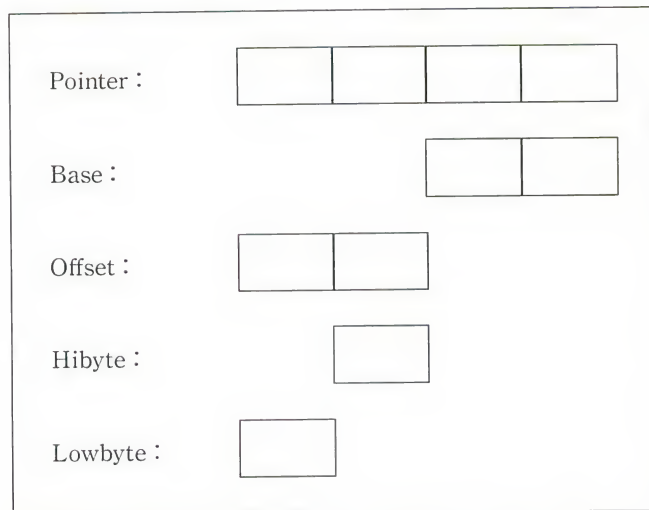 Pointer：
Base：
Offset：
Hibyte：
Lowbyte：